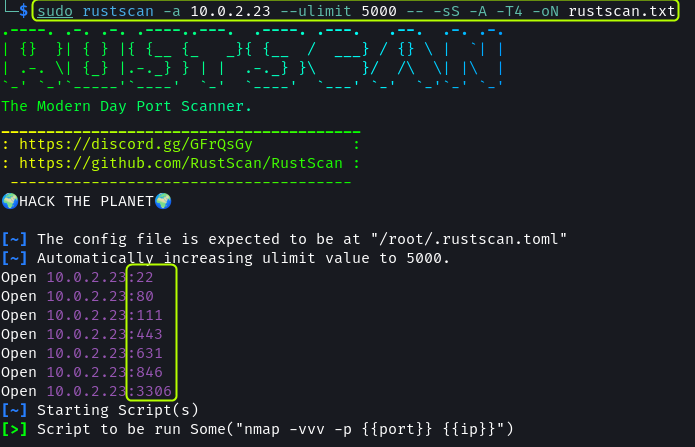 └─$ sudo rustscan -a 10.0.2.23 --ulimit 5000 -- -sS -A -T4 -oN rustscan.txt
.----. .-. .-. .----..---.  .----. .---.   .--.  .-. .-.
| {}  }| { } |{ {__ {_   _}{ {__  /  ___} / {} \ |  `| |
| .-. \| {_} |.-._} } | |  .-._} }\     }/  /\  \| |\  |
`-' `-'`-----'`----'  `-'  `----'  `---' `-'  `-'`-' `-'
The Modern Day Port Scanner.
________________________________________
: https://discord.gg/GFrQsGy           :
: https://github.com/RustScan/RustScan :
 --------------------------------------
🌍HACK THE PLANET🌍
[~] The config file is expected to be at "/root/.rustscan.toml"
[~] Automatically increasing ulimit value to 5000.
Open 10.0.2.23:22
Open 10.0.2.23:80
Open 10.0.2.23:111
Open 10.0.2.23:443
Open 10.0.2.23:631
Open 10.0.2.23:846
Open 10.0.2.23:3306
[~] Starting Script(s)
[>] Script to be run Some("nmap -vvv -p {{port}} {{ip}}")